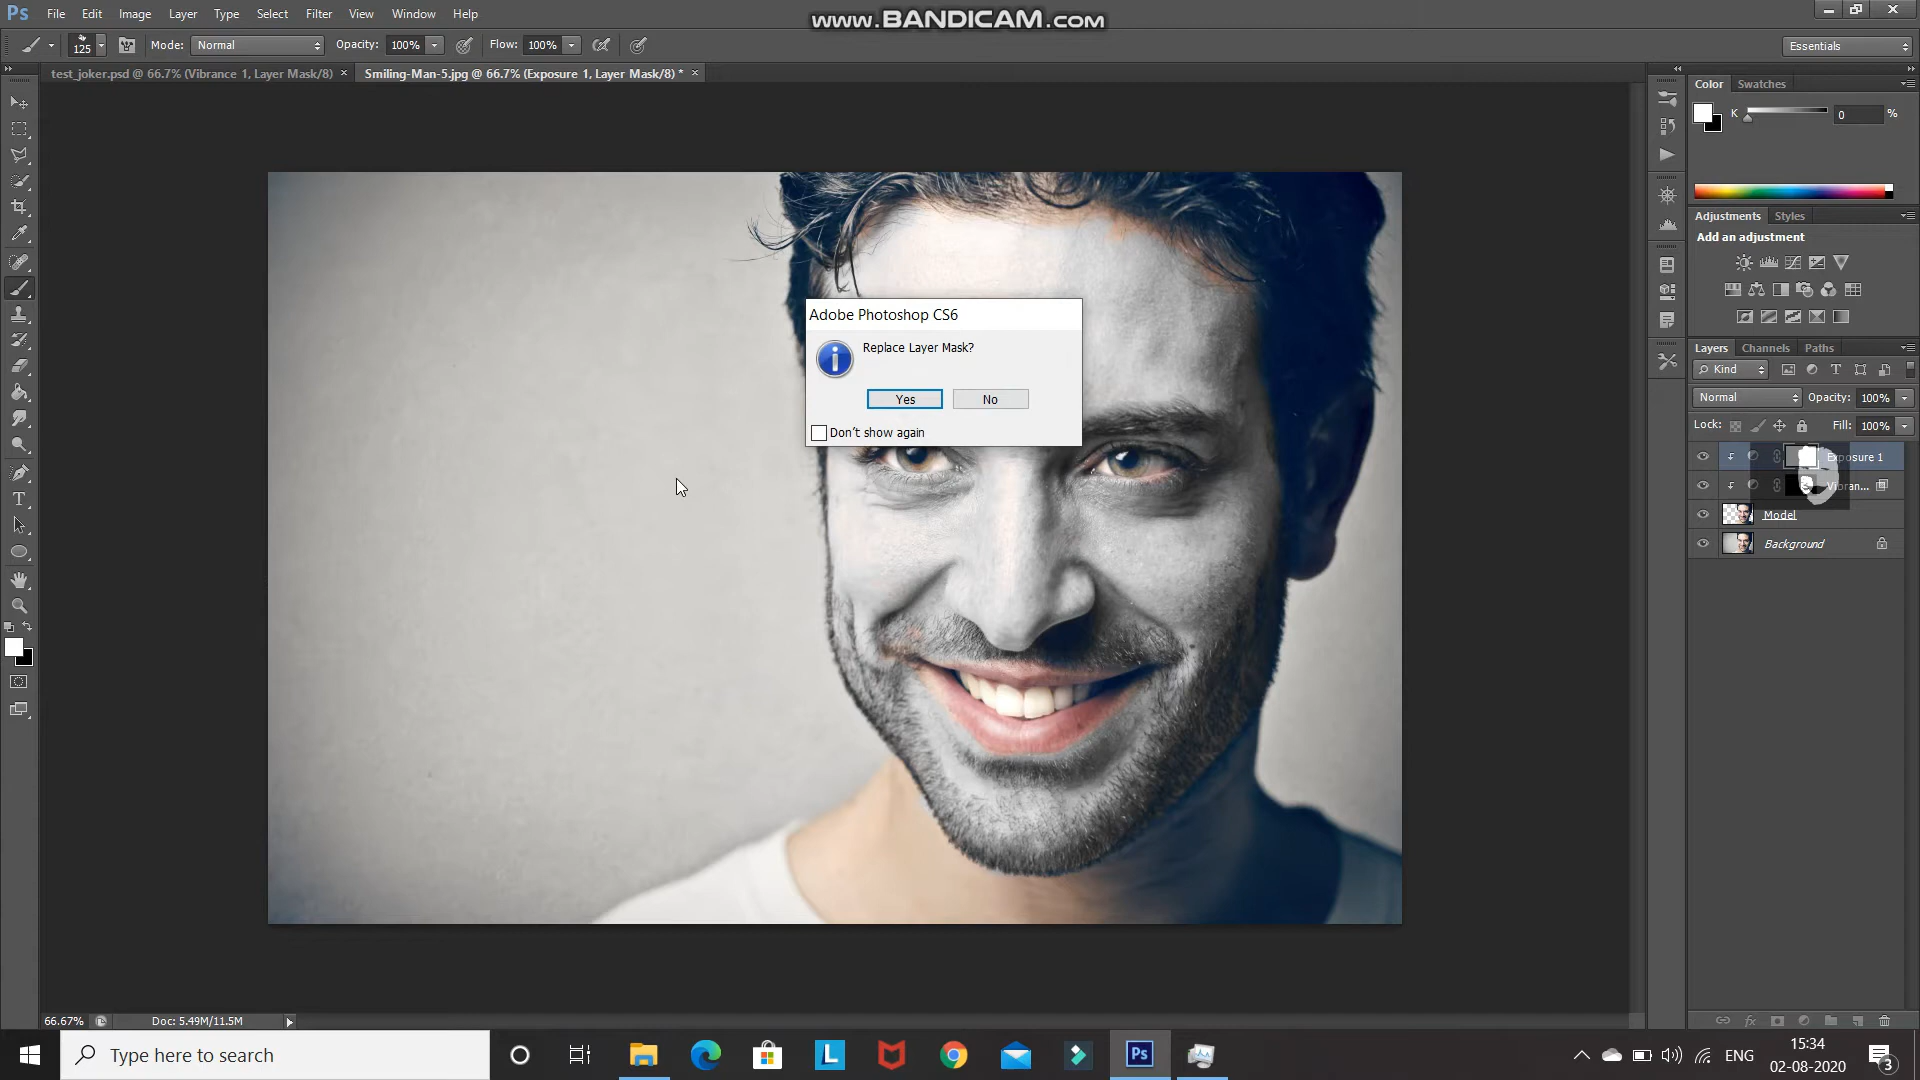 Ps File Edit Image Layer Type Select Filter View Window Help
www.BANDICAM.com
125 Mode: Normal Opacity: 100% Flow: 100% Essentials
test_joker.psd @ 66.7% (Vibrance 1, Layer Mask/8) × Smiling-Man-5.jpg @ 66.7% (Exposure 1, Layer Mask/8) * ×
Color Swatches
K 0 %
Adjustments Styles
Add an adjustment
Adobe Photoshop CS6
Replace Layer Mask?
Yes No
Don't show again
Layers Channels Paths
Kind
Normal Opacity: 100%
Lock: Fill: 100%
Exposure 1
Vibran...
Model
Background
66.67% Doc: 5.49M/11.5M
Type here to search
L
Ps
ENG
15:34
02-08-2020
3